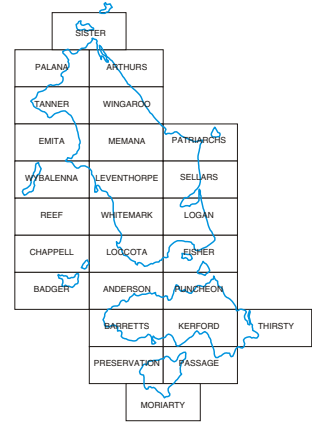 SISTER
PALANA ARTHURS
TANNER WINGAROO
EMITA MEMANA PATRIARCHS
WYBALENNA LEVENTHORPE SELLARS
REEF WHITEMARK LOGAN
CHAPPELL LOCCOTA FISHER
BADGER ANDERSON PUNCHEON
BARRETTS KERFORD THIRSTY
PRESERVATION PASSAGE
MORIARTY